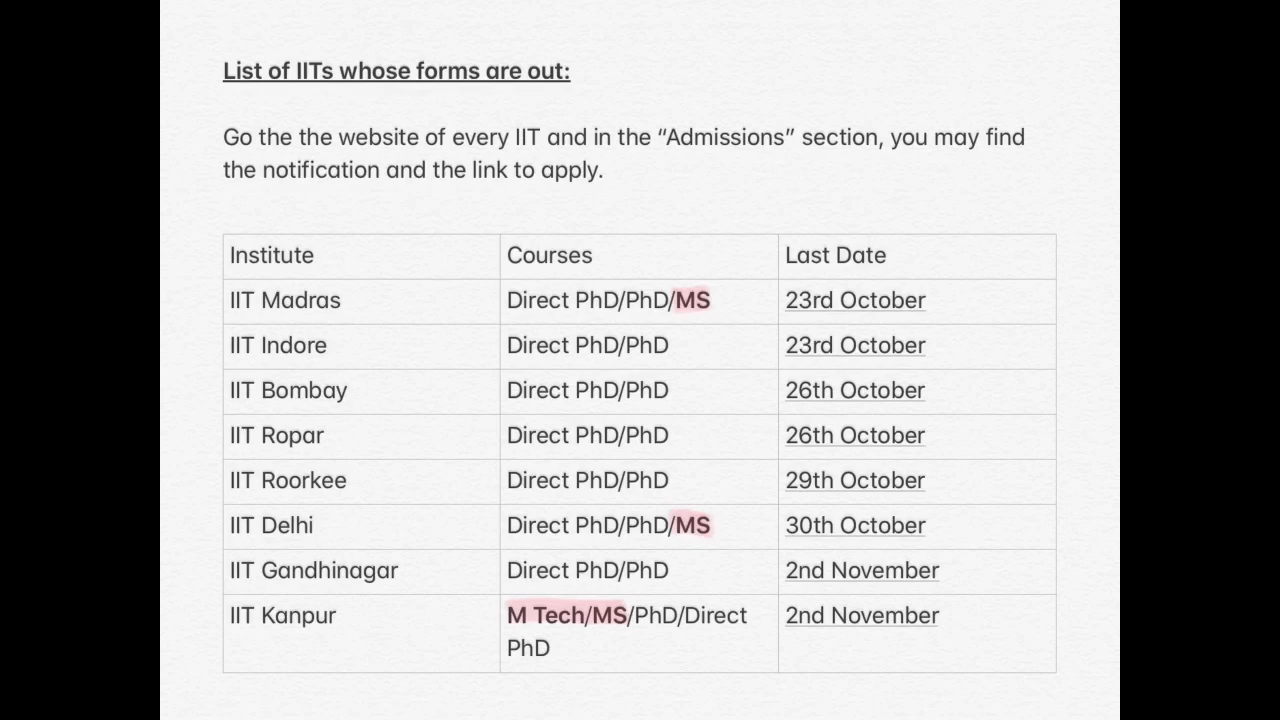 List of IITs whose forms are out:
Go the the website of every IIT and in the “Admissions” section, you may find
the notification and the link to apply.
Institute Courses Last Date
IIT Madras Direct PhD/PhD/MS 23rd October
IIT Indore Direct PhD/PhD 23rd October
IIT Bombay Direct PhD/PhD 26th October
IIT Ropar Direct PhD/PhD 26th October
IIT Roorkee Direct PhD/PhD 29th October
IIT Delhi Direct PhD/PhD/MS 30th October
IIT Gandhinagar Direct PhD/PhD 2nd November
IIT Kanpur M Tech/MS/PhD/Direct 2nd November
PhD